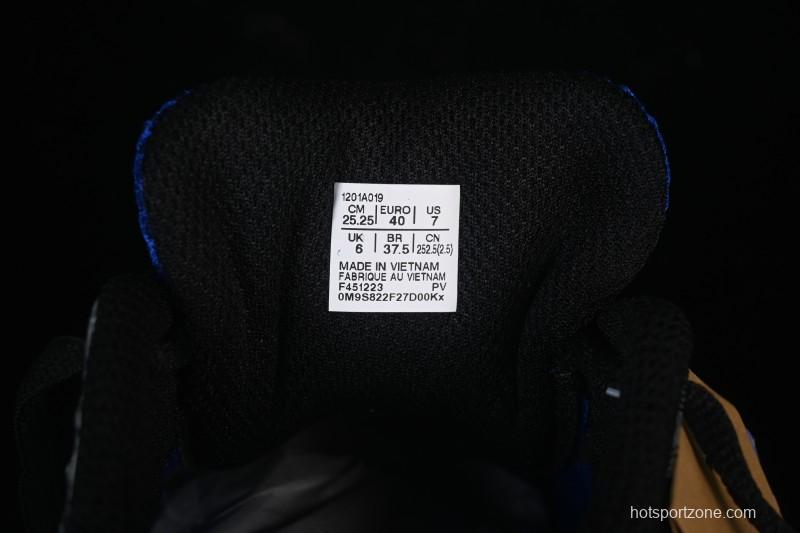 1201A019
CM | EURO | US
25.25 | 40 | 7
UK | BR | CN
6 | 37.5 | 252.5(2.5)
MADE IN VIETNAM
FABRIQUE AU VIETNAM
F451223 PV
0M9S822F27D00Kx
hotsportzone.com